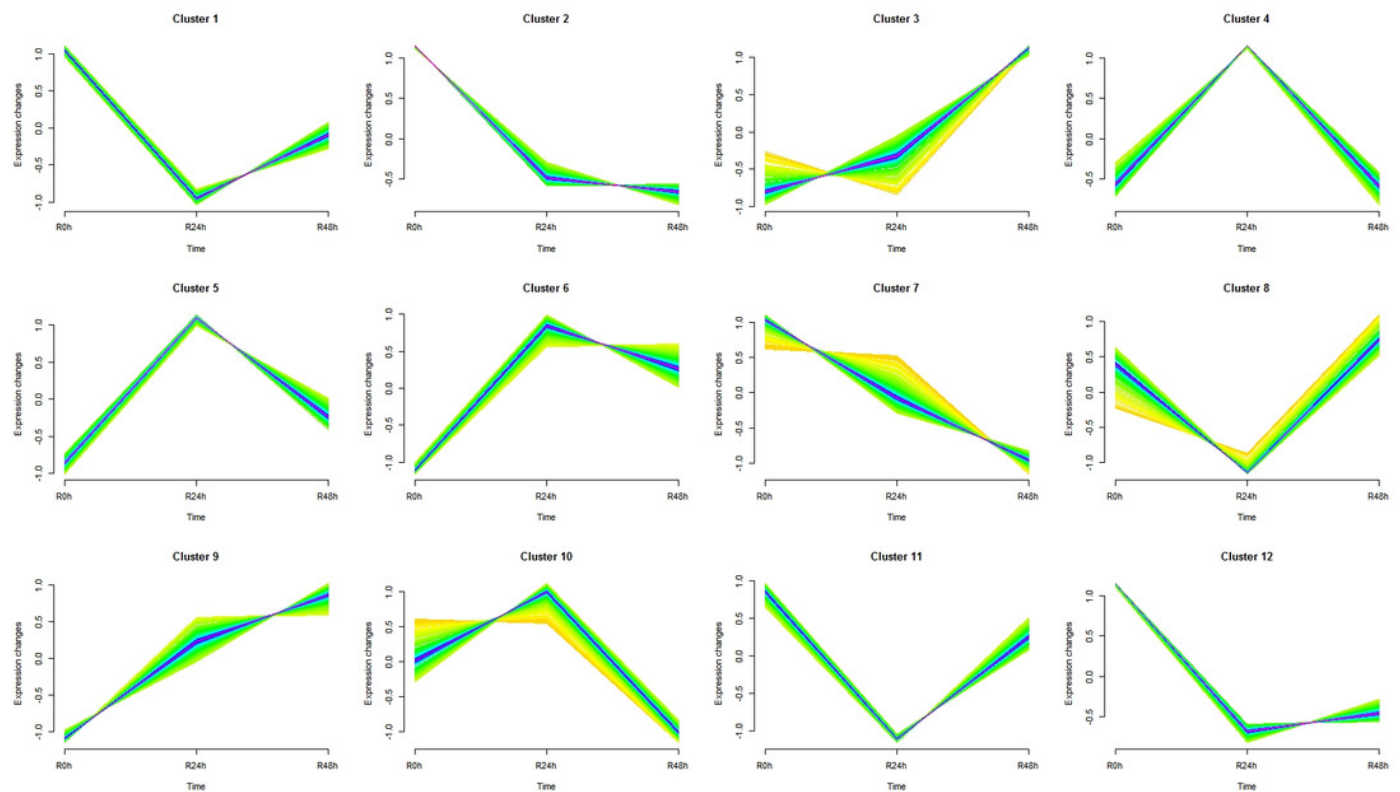 Cluster 1
Expression changes
1.0
0.5
0.0
-0.5
-1.0
R0h R24h R48h
Time
Cluster 2
Expression changes
1.0
0.5
0.0
-0.5
R0h R24h R48h
Time
Cluster 3
Expression changes
1.0
0.5
0.0
-0.5
-1.0
R0h R24h R48h
Time
Cluster 4
Expression changes
1.0
0.5
0.0
-0.5
R0h R24h R48h
Time
Cluster 5
Expression changes
1.0
0.5
0.0
-0.5
-1.0
R0h R24h R48h
Time
Cluster 6
Expression changes
1.0
0.5
0.0
-0.5
-1.0
R0h R24h R48h
Time
Cluster 7
Expression changes
1.0
0.5
0.0
-0.5
-1.0
R0h R24h R48h
Time
Cluster 8
Expression changes
1.0
0.5
0.0
-0.5
-1.0
R0h R24h R48h
Time
Cluster 9
Expression changes
1.0
0.5
0.0
-0.5
-1.0
R0h R24h R48h
Time
Cluster 10
Expression changes
1.0
0.5
0.0
-0.5
-1.0
R0h R24h R48h
Time
Cluster 11
Expression changes
1.0
0.5
0.0
-0.5
-1.0
R0h R24h R48h
Time
Cluster 12
Expression changes
1.0
0.5
0.0
-0.5
R0h R24h R48h
Time